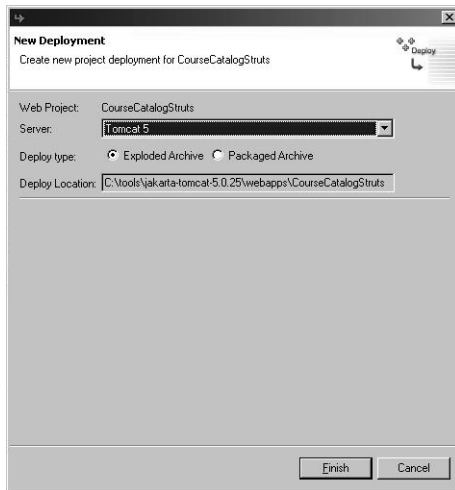 New Deployment
Create new project deployment for CourseCatalogStruts
Deploy
Web Project: CourseCatalogStruts
Server: Tomcat 5
Deploy type: Exploded Archive Packaged Archive
Deploy Location: C:\tools\jakarta-tomcat-5.0.25\webapps\CourseCatalogStruts
Finish Cancel